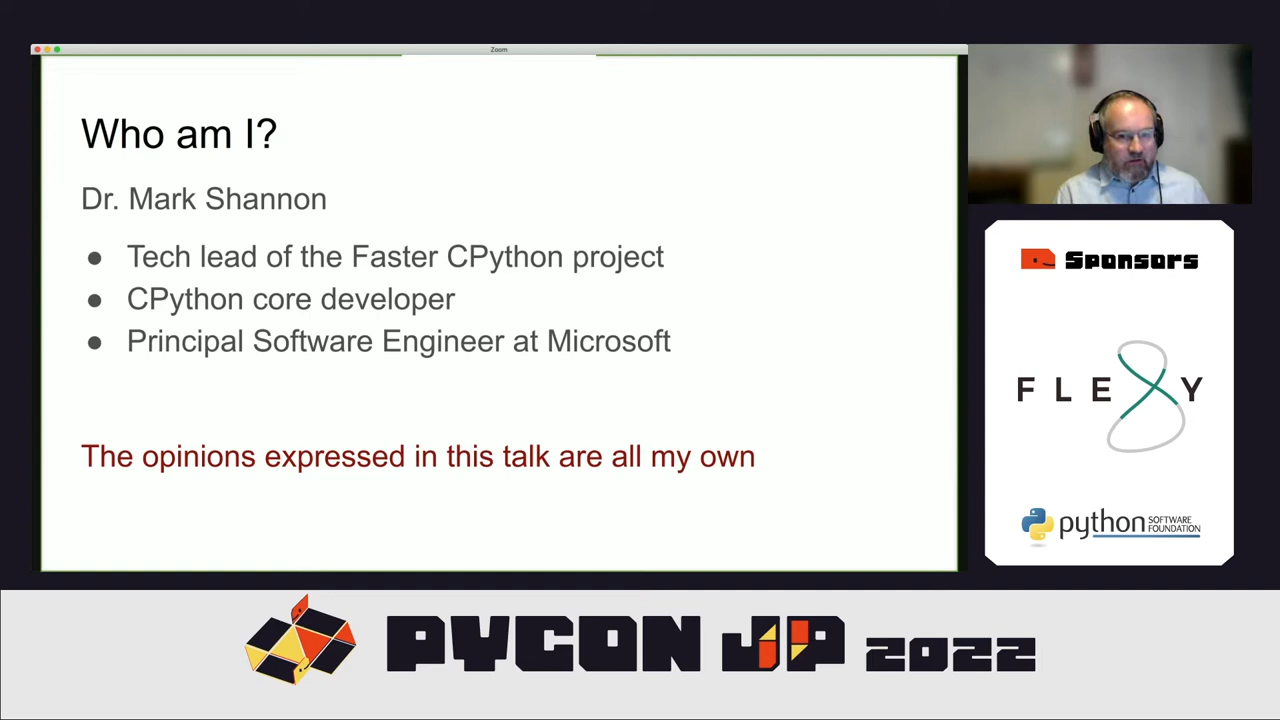 Zoom
Who am I?
Dr. Mark Shannon
● Tech lead of the Faster CPython project
● CPython core developer
● Principal Software Engineer at Microsoft
The opinions expressed in this talk are all my own
Sponsors
FLE8Y
python SOFTWARE
FOUNDATION
PYCON JP 2022